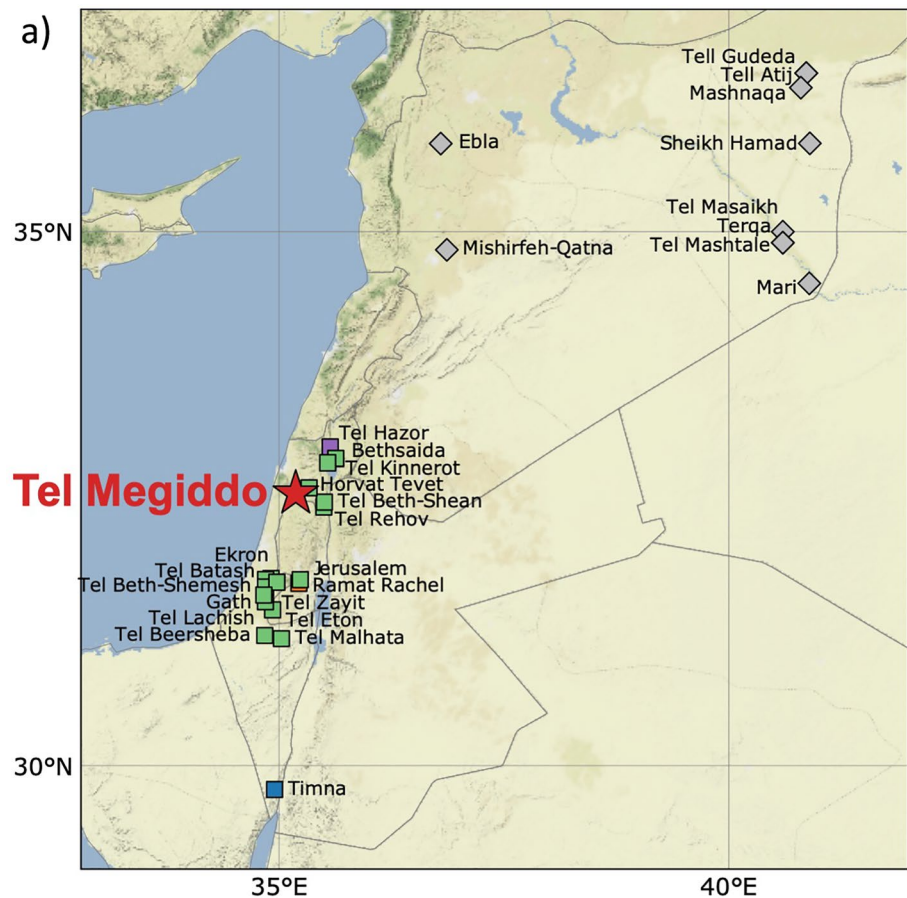 a)
Tell Gudeda
Tell Atij
Mashnaqa
Ebla
Sheikh Hamad
Tel Masaikh
35°N
Terqa
Mishirfeh-Qatna
Tel Mashtale
Mari
Tel Hazor
Bethsaida
Tel Kinnerot
Tel Megiddo
Horvat Tevet
Tel Beth-Shean
Tel Rehov
Ekron
Tel Batash
Jerusalem
Tel Beth-Shemesh
Ramat Rachel
Gath
Tel Zayit
Tel Lachish
Tel Eton
Tel Beersheba
Tel Malhata
30°N
Timna
35°E
40°E